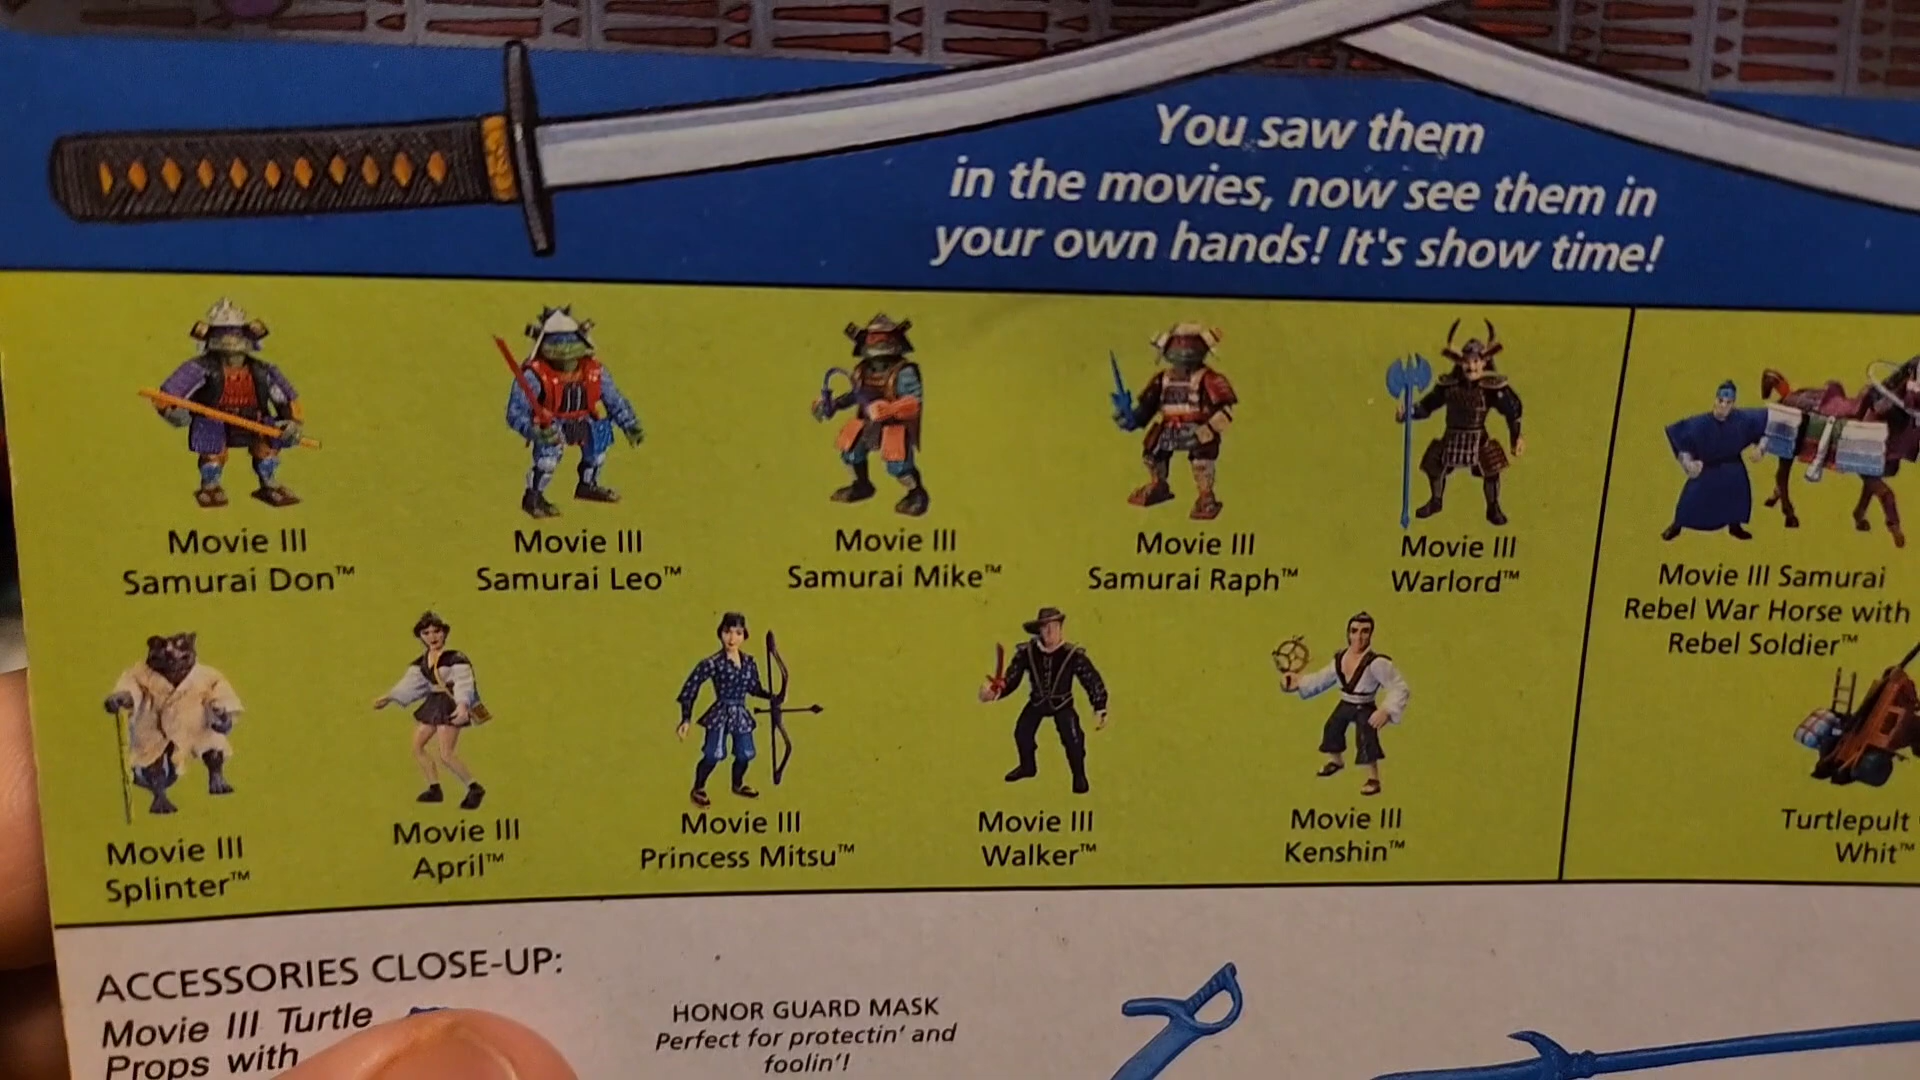 You saw them
in the movies, now see them in
your own hands! It's show time!
Movie III
Samurai Don™
Movie III
Samurai Leo™
Movie III
Samurai Mike™
Movie III
Samurai Raph™
Movie III
Warlord™
Movie III Samurai
Rebel War Horse with
Rebel Soldier™
Movie III
Splinter™
Movie III
April™
Movie III
Princess Mitsu™
Movie III
Walker™
Movie III
Kenshin™
Turtlepult
Whit™
ACCESSORIES CLOSE-UP:
Movie III Turtle
Props with
HONOR GUARD MASK
Perfect for protectin' and
foolin'!